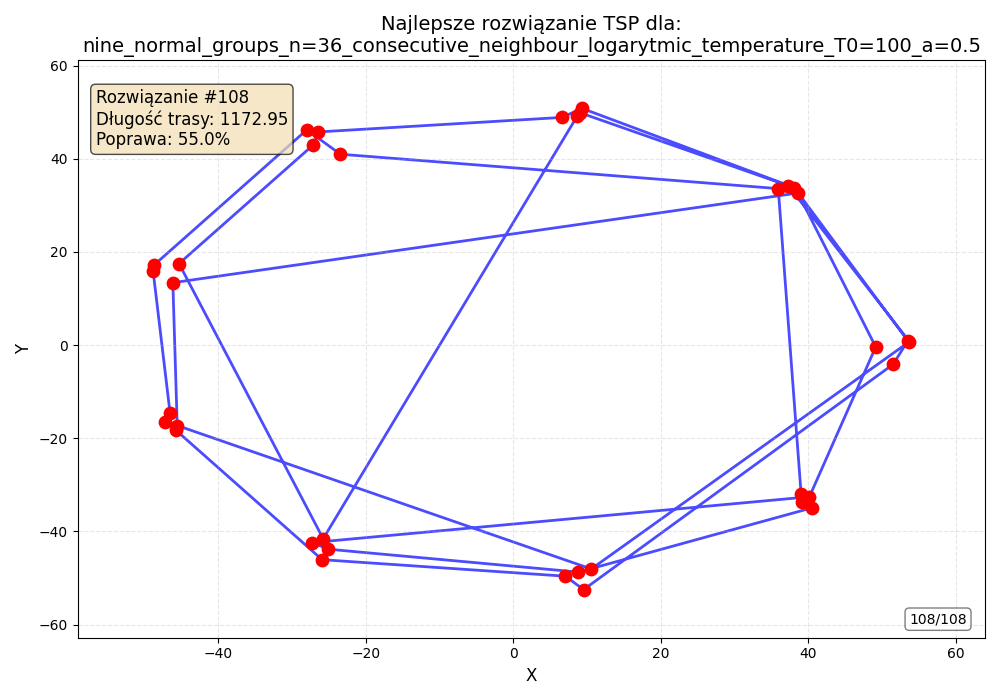 Najlepsze rozwiązanie TSP dla:
nine_normal_groups_n=36_consecutive_neighbour_logarytmic_temperature_T0=100_a=0.5
Rozwiązanie #108
Długość trasy: 1172.95
Poprawa: 55.0%
60
40
20
0
−20
−40
−60
Y
108/108
−40
−20
0
20
40
60
X